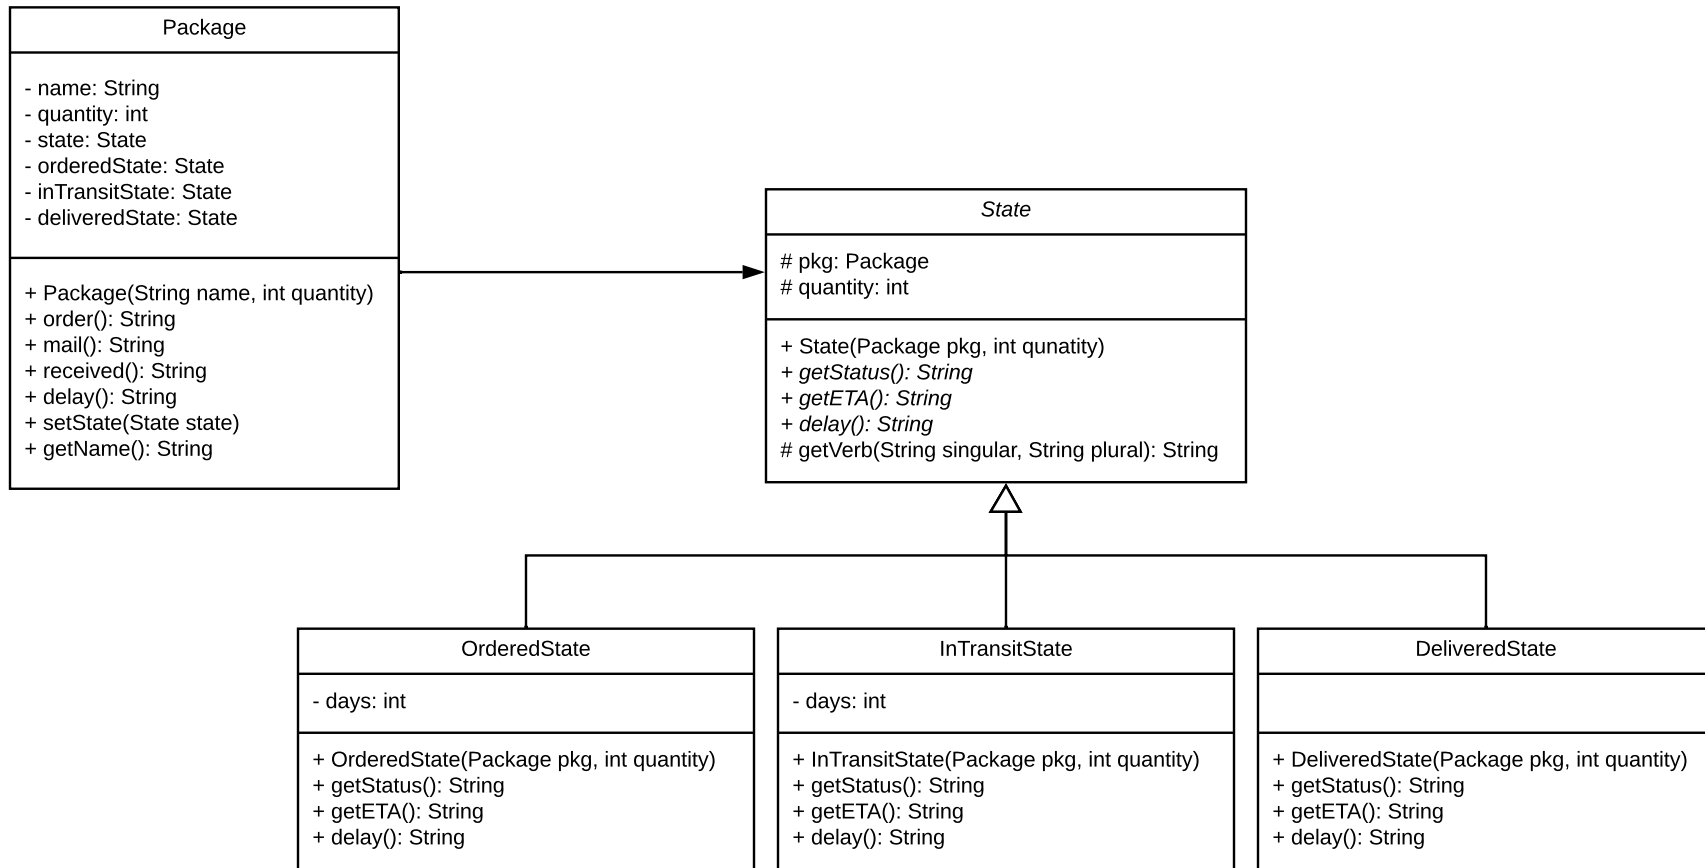 Package
- name: String
- quantity: int
- state: State
- orderedState: State
- inTransitState: State
- deliveredState: State
+ Package(String name, int quantity)
+ order(): String
+ mail(): String
+ received(): String
+ delay(): String
+ setState(State state)
+ getName(): String
State
# pkg: Package
# quantity: int
+ State(Package pkg, int qunatity)
+ getStatus(): String
+ getETA(): String
+ delay(): String
# getVerb(String singular, String plural): String
OrderedState
- days: int
+ OrderedState(Package pkg, int quantity)
+ getStatus(): String
+ getETA(): String
+ delay(): String
InTransitState
- days: int
+ InTransitState(Package pkg, int quantity)
+ getStatus(): String
+ getETA(): String
+ delay(): String
DeliveredState
+ DeliveredState(Package pkg, int quantity)
+ getStatus(): String
+ getETA(): String
+ delay(): String